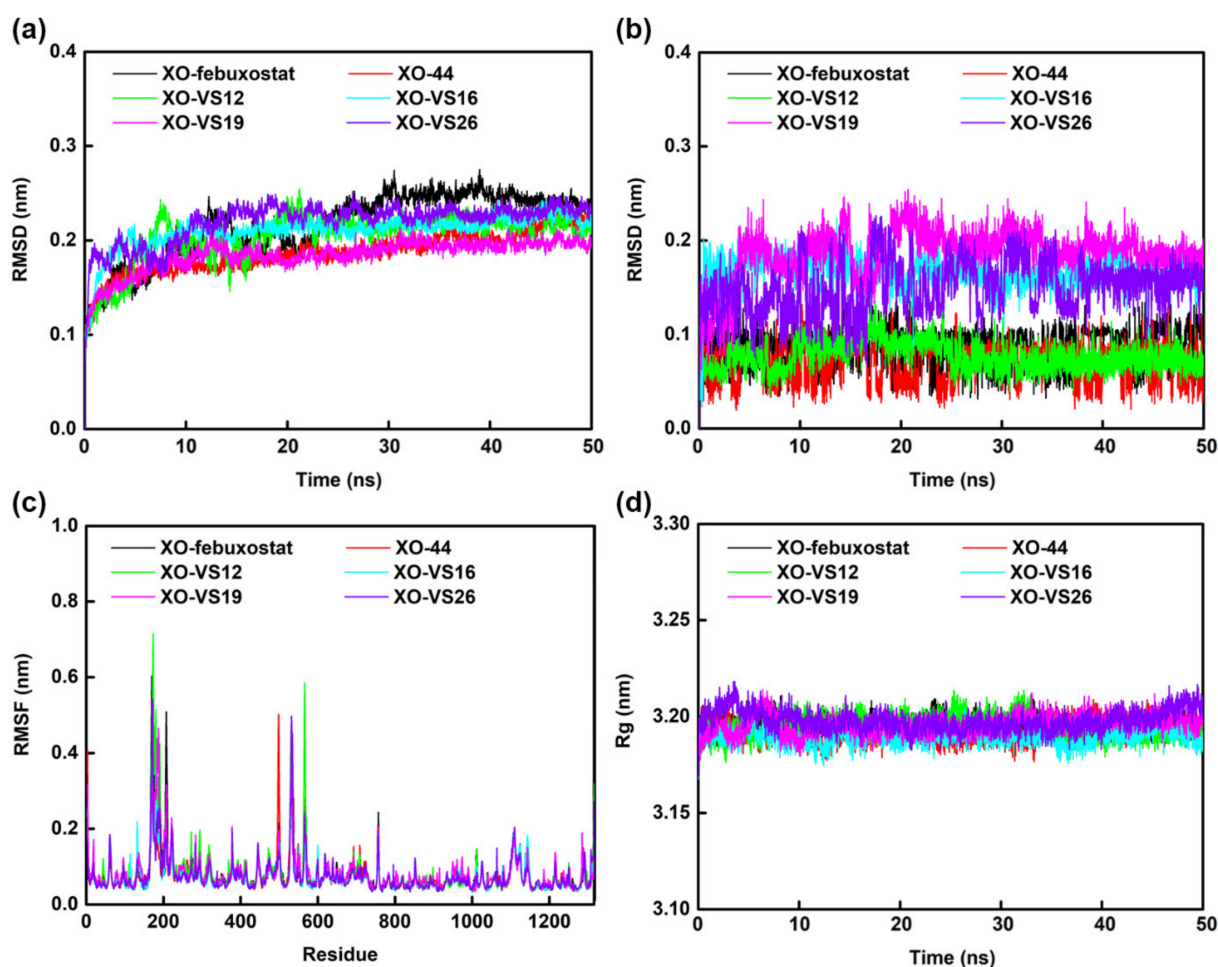 (a)
0.4
0.3
0.2
0.1
0.0
RMSD (nm)
XO-febuxostat XO-44
XO-VS12 XO-VS16
XO-VS19 XO-VS26
0 10 20 30 40 50
Time (ns)
(b)
0.4
0.3
0.2
0.1
0.0
RMSD (nm)
XO-febuxostat XO-44
XO-VS12 XO-VS16
XO-VS19 XO-VS26
0 10 20 30 40 50
Time (ns)
(c)
1.0
0.8
0.6
0.4
0.2
0.0
RMSF (nm)
XO-febuxostat XO-44
XO-VS12 XO-VS16
XO-VS19 XO-VS26
0 200 400 600 800 1000 1200
Residue
(d)
3.30
3.25
3.20
3.15
3.10
Rg (nm)
XO-febuxostat XO-44
XO-VS12 XO-VS16
XO-VS19 XO-VS26
0 10 20 30 40 50
Time (ns)